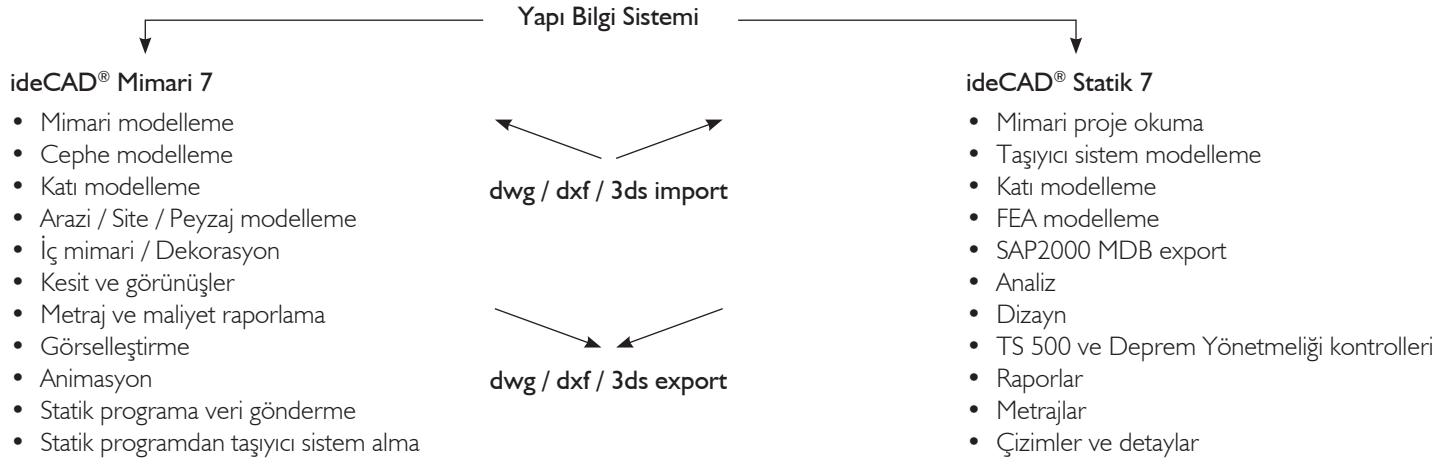 Yapı Bilgi Sistemi
ideCAD® Mimari 7
• Mimari modelleme
• Cephe modelleme
• Katı modelleme
• Arazi / Site / Peyzaj modelleme
• İç mimari / Dekorasyon
• Kesit ve görünüşler
• Metraj ve maliyet raporlama
• Görselleştirme
• Animasyon
• Statik programa veri gönderme
• Statik programdan taşıyıcı sistem alma
dwg / dxf / 3ds import
dwg / dxf / 3ds export
ideCAD® Statik 7
• Mimari proje okuma
• Taşıyıcı sistem modelleme
• Katı modelleme
• FEA modelleme
• SAP2000 MDB export
• Analiz
• Dizayn
• TS 500 ve Deprem Yönetmeliği kontrolleri
• Raporlar
• Metrajlar
• Çizimler ve detaylar